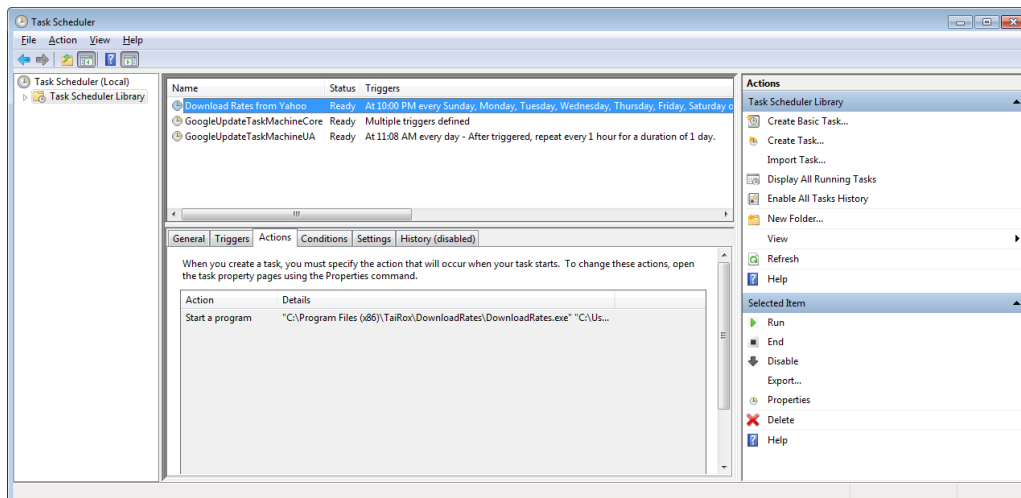 Task Scheduler
File Action View Help
Task Scheduler (Local)
Task Scheduler Library
Name Status Triggers
Download Rates from Yahoo Ready At 10:00 PM every Sunday, Monday, Tuesday, Wednesday, Thursday, Friday, Saturday o
GoogleUpdateTaskMachineCore Ready Multiple triggers defined
GoogleUpdateTaskMachineUA Ready At 11:08 AM every day - After triggered, repeat every 1 hour for a duration of 1 day.
General Triggers Actions Conditions Settings History (disabled)
When you create a task, you must specify the action that will occur when your task starts. To change these actions, open
the task property pages using the Properties command.
Action Details
Start a program "C:\Program Files (x86)\TaiRox\DownloadRates\DownloadRates.exe" "C:\Us...
Actions
Task Scheduler Library
Create Basic Task...
Create Task...
Import Task...
Display All Running Tasks
Enable All Tasks History
New Folder...
View
Refresh
Help
Selected Item
Run
End
Disable
Export...
Properties
Delete
Help